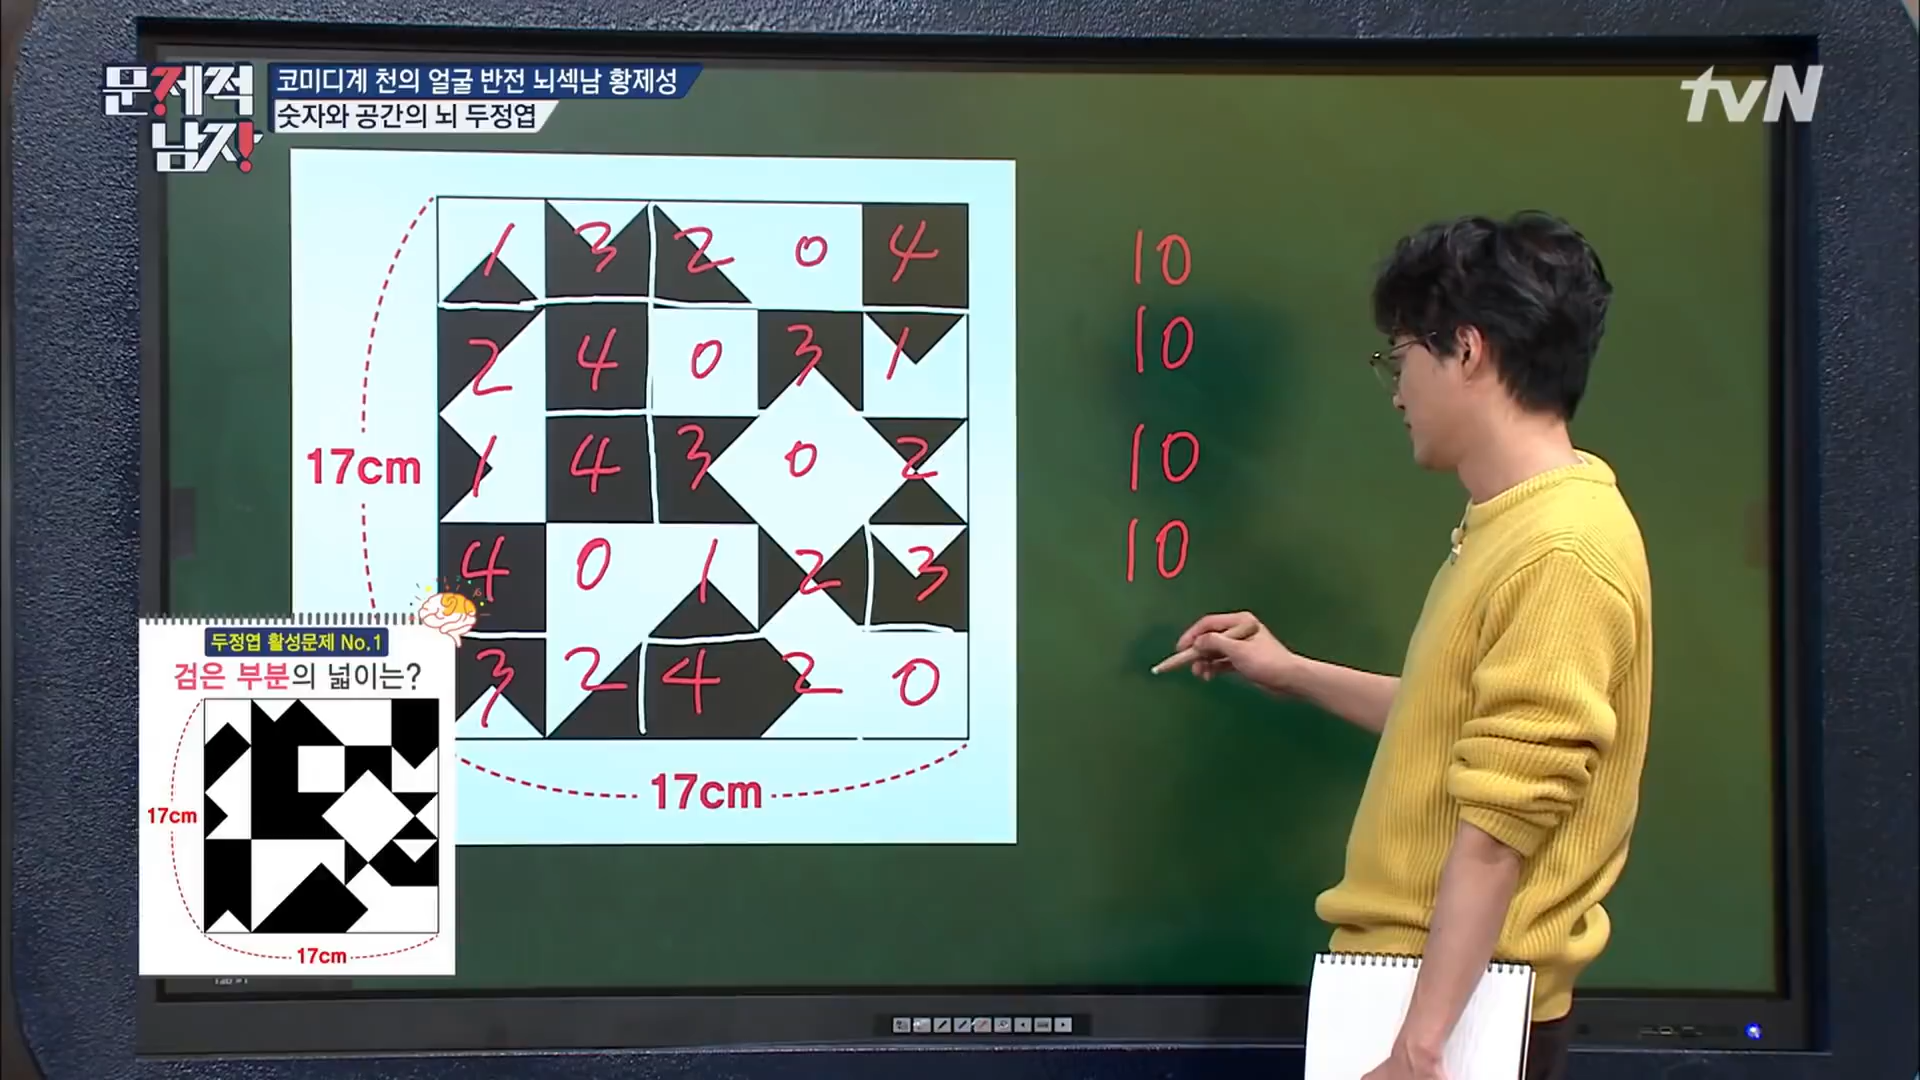 문?제적
남자!
코미디계 천의 얼굴 반전 뇌섹남 황제성
숫자와 공간의 뇌 두정엽
tvN
1 3 2 0 4
10
2 4 0 3 1
10
1 4 3 0 2
10
4 0 1 2 3
10
3 2 4 2 0
17cm
17cm
두정엽 활성문제 No.1
검은 부분의 넓이는?
17cm
17cm